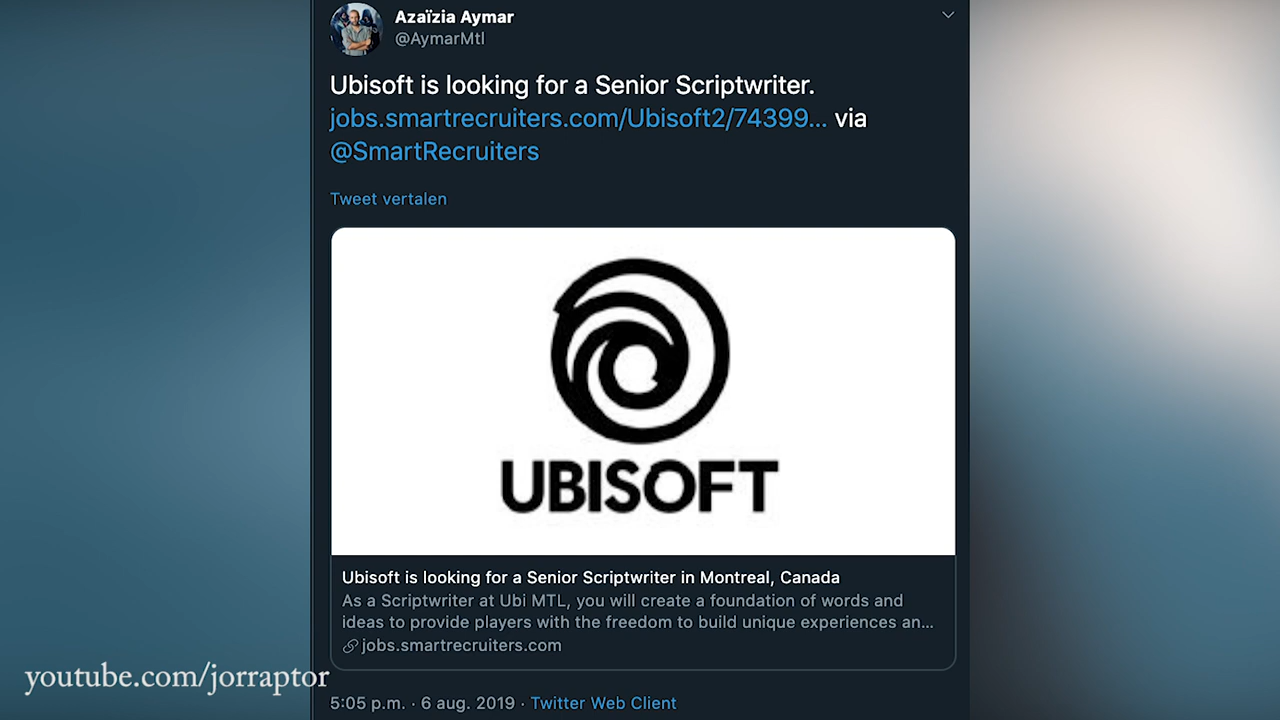 Azaïzia Aymar
@AymarMtl
Ubisoft is looking for a Senior Scriptwriter.
jobs.smartrecruiters.com/Ubisoft2/74399... via
@SmartRecruiters
Tweet vertalen
UBISOFT
Ubisoft is looking for a Senior Scriptwriter in Montreal, Canada
As a Scriptwriter at Ubi MTL, you will create a foundation of words and
ideas to provide players with the freedom to build unique experiences an...
jobs.smartrecruiters.com
youtube.com/jorraptor
5:05 p.m. · 6 aug. 2019 · Twitter Web Client